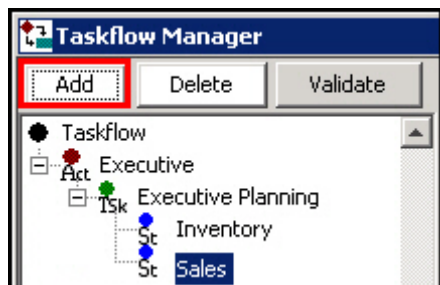 Taskflow Manager
Add Delete Validate
Taskflow
Act Executive
Tsk Executive Planning
St Inventory
St Sales